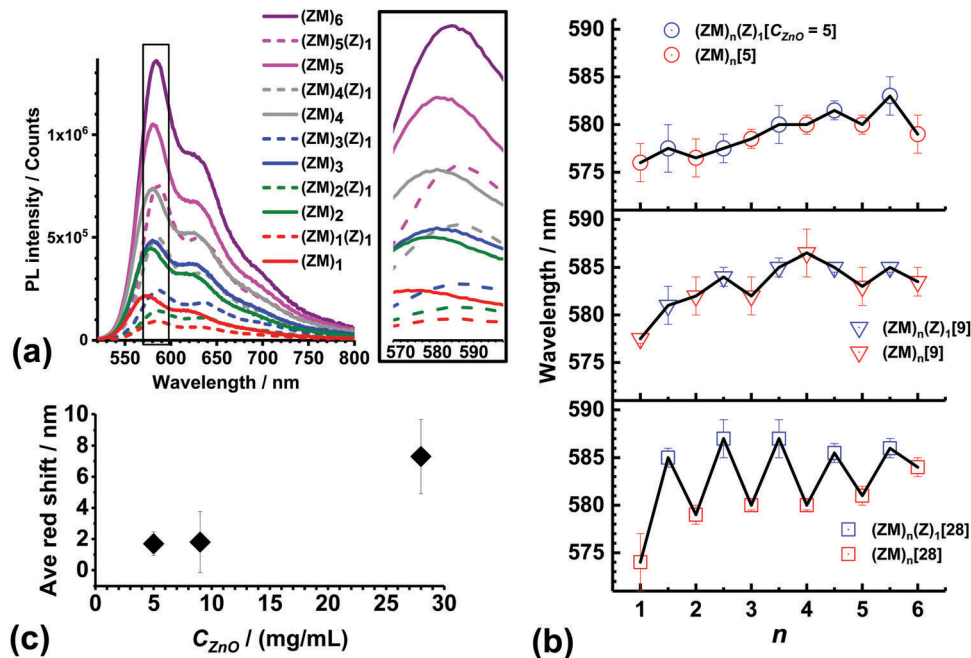 (ZM)6
(ZM)5(Z)1
(ZM)5
(ZM)4(Z)1
(ZM)4
(ZM)3(Z)1
(ZM)3
(ZM)2(Z)1
(ZM)2
(ZM)1(Z)1
(ZM)1
PL intensity / Counts
1x10⁶
5x10⁵
0
550 600 650 700 750 800
Wavelength / nm
570 580 590
(a)
Ave red shift / nm
10
8
6
4
2
0
0 5 10 15 20 25 30
C_ZnO / (mg/mL)
(c)
Wavelength / nm
590
585
580
575
(ZM)n(Z)1[C_ZnO = 5]
(ZM)n[5]
590
585
580
575
(ZM)n(Z)1[9]
(ZM)n[9]
590
585
580
575
(ZM)n(Z)1[28]
(ZM)n[28]
1 2 3 4 5 6
n
(b)